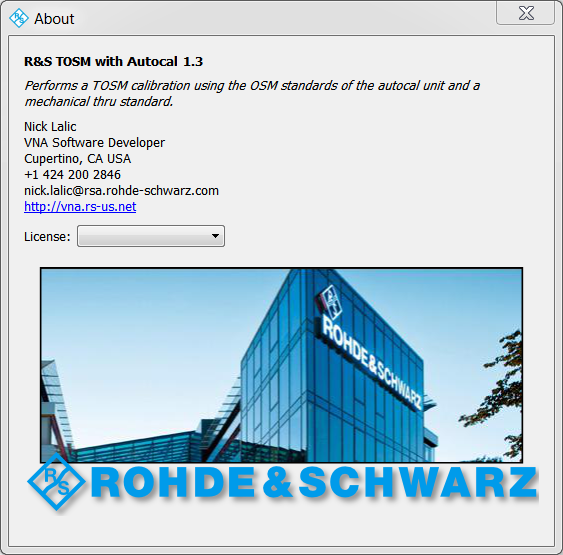 About
R&S TOSM with Autocal 1.3
Performs a TOSM calibration using the OSM standards of the autocal unit and a
mechanical thru standard.
Nick Lalic
VNA Software Developer
Cupertino, CA USA
+1 424 200 2846
nick.lalic@rsa.rohde-schwarz.com
http://vna.rs-us.net
License:
ROHDE&SCHWARZ
R/S ROHDE&SCHWARZ